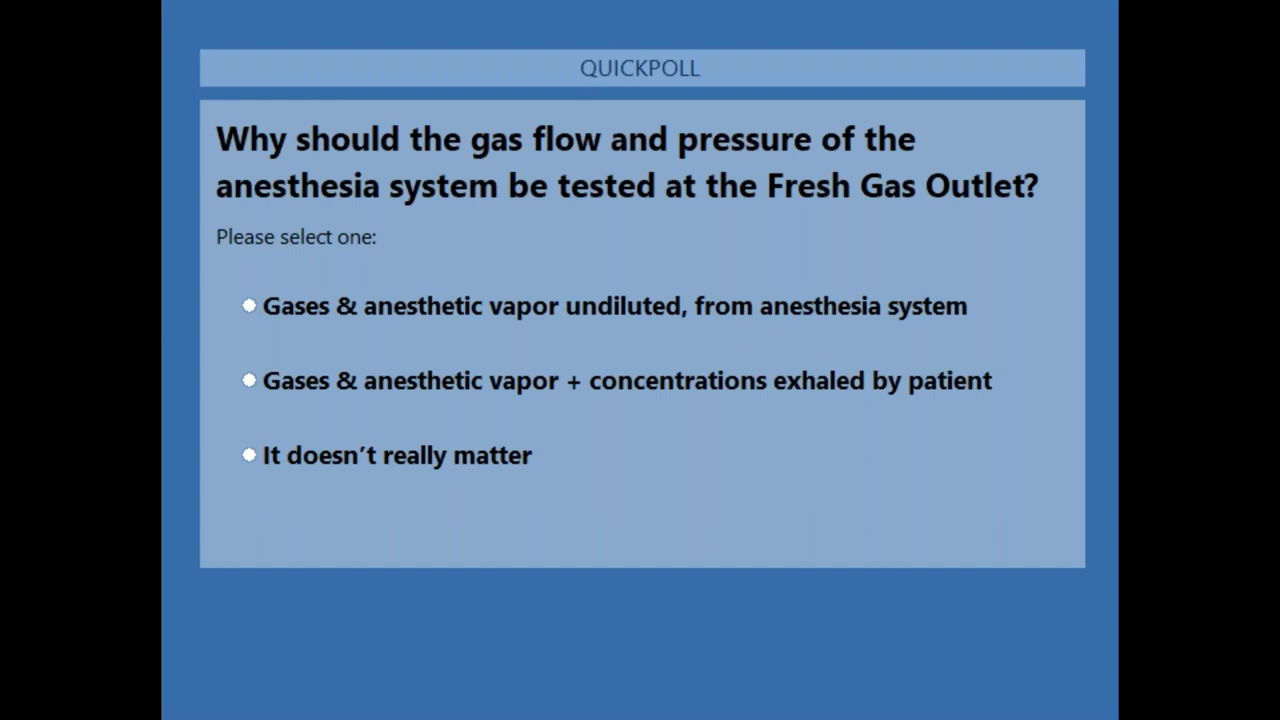 QUICKPOLL
Why should the gas flow and pressure of the
anesthesia system be tested at the Fresh Gas Outlet?
Please select one:
Gases & anesthetic vapor undiluted, from anesthesia system
Gases & anesthetic vapor + concentrations exhaled by patient
It doesn’t really matter